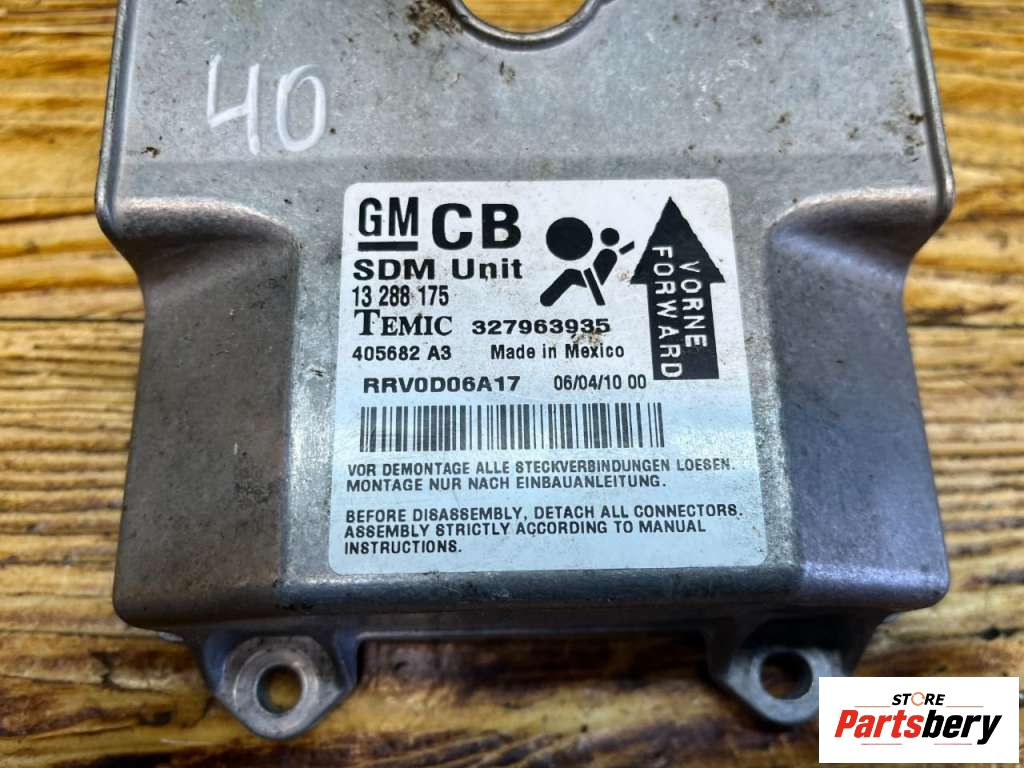 40
GM CB
SDM Unit
13 288 175
TEMIC 327963935
405682 A3 Made in Mexico
RRV0D06A17 06/04/10 00
VORNE
FORWARD
VOR DEMONTAGE ALLE STECKVERBINDUNGEN LOESEN.
MONTAGE NUR NACH EINBAUANLEITUNG.
BEFORE DISASSEMBLY, DETACH ALL CONNECTORS.
ASSEMBLY STRICTLY ACCORDING TO MANUAL
INSTRUCTIONS.
STORE
Partsbery